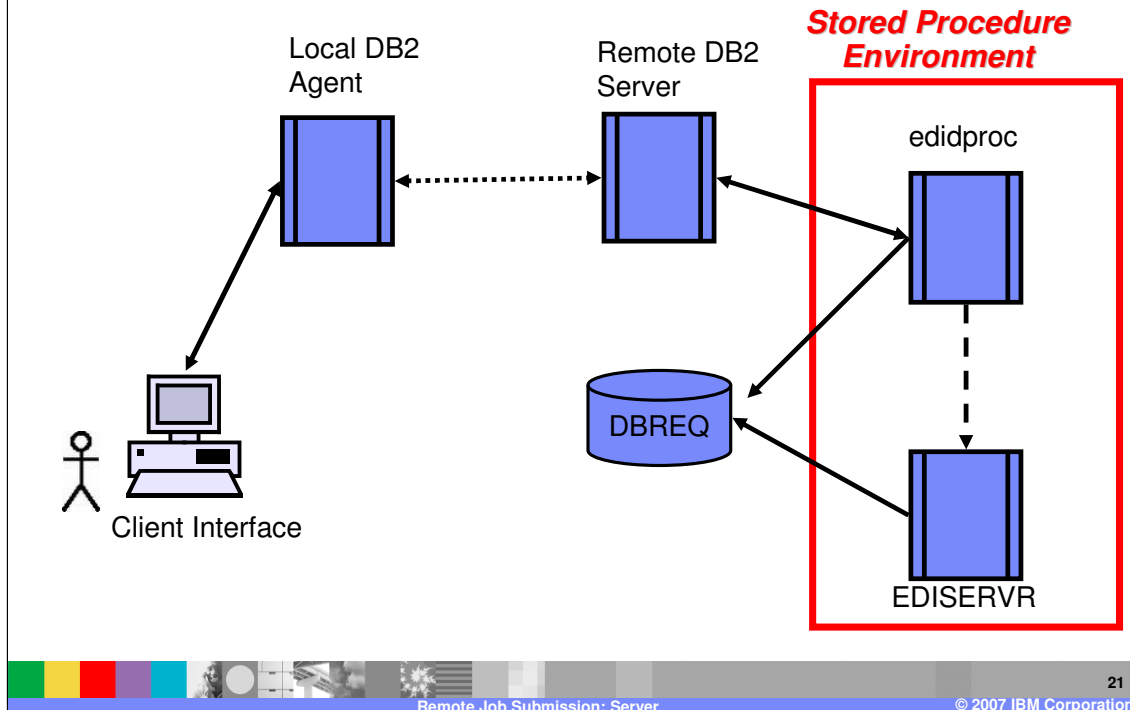 Stored Procedure
Environment
Local DB2
Agent
Remote DB2
Server
edidproc
DBREQ
Client Interface
EDISERVR
21
Remote Job Submission: Server
© 2007 IBM Corporation